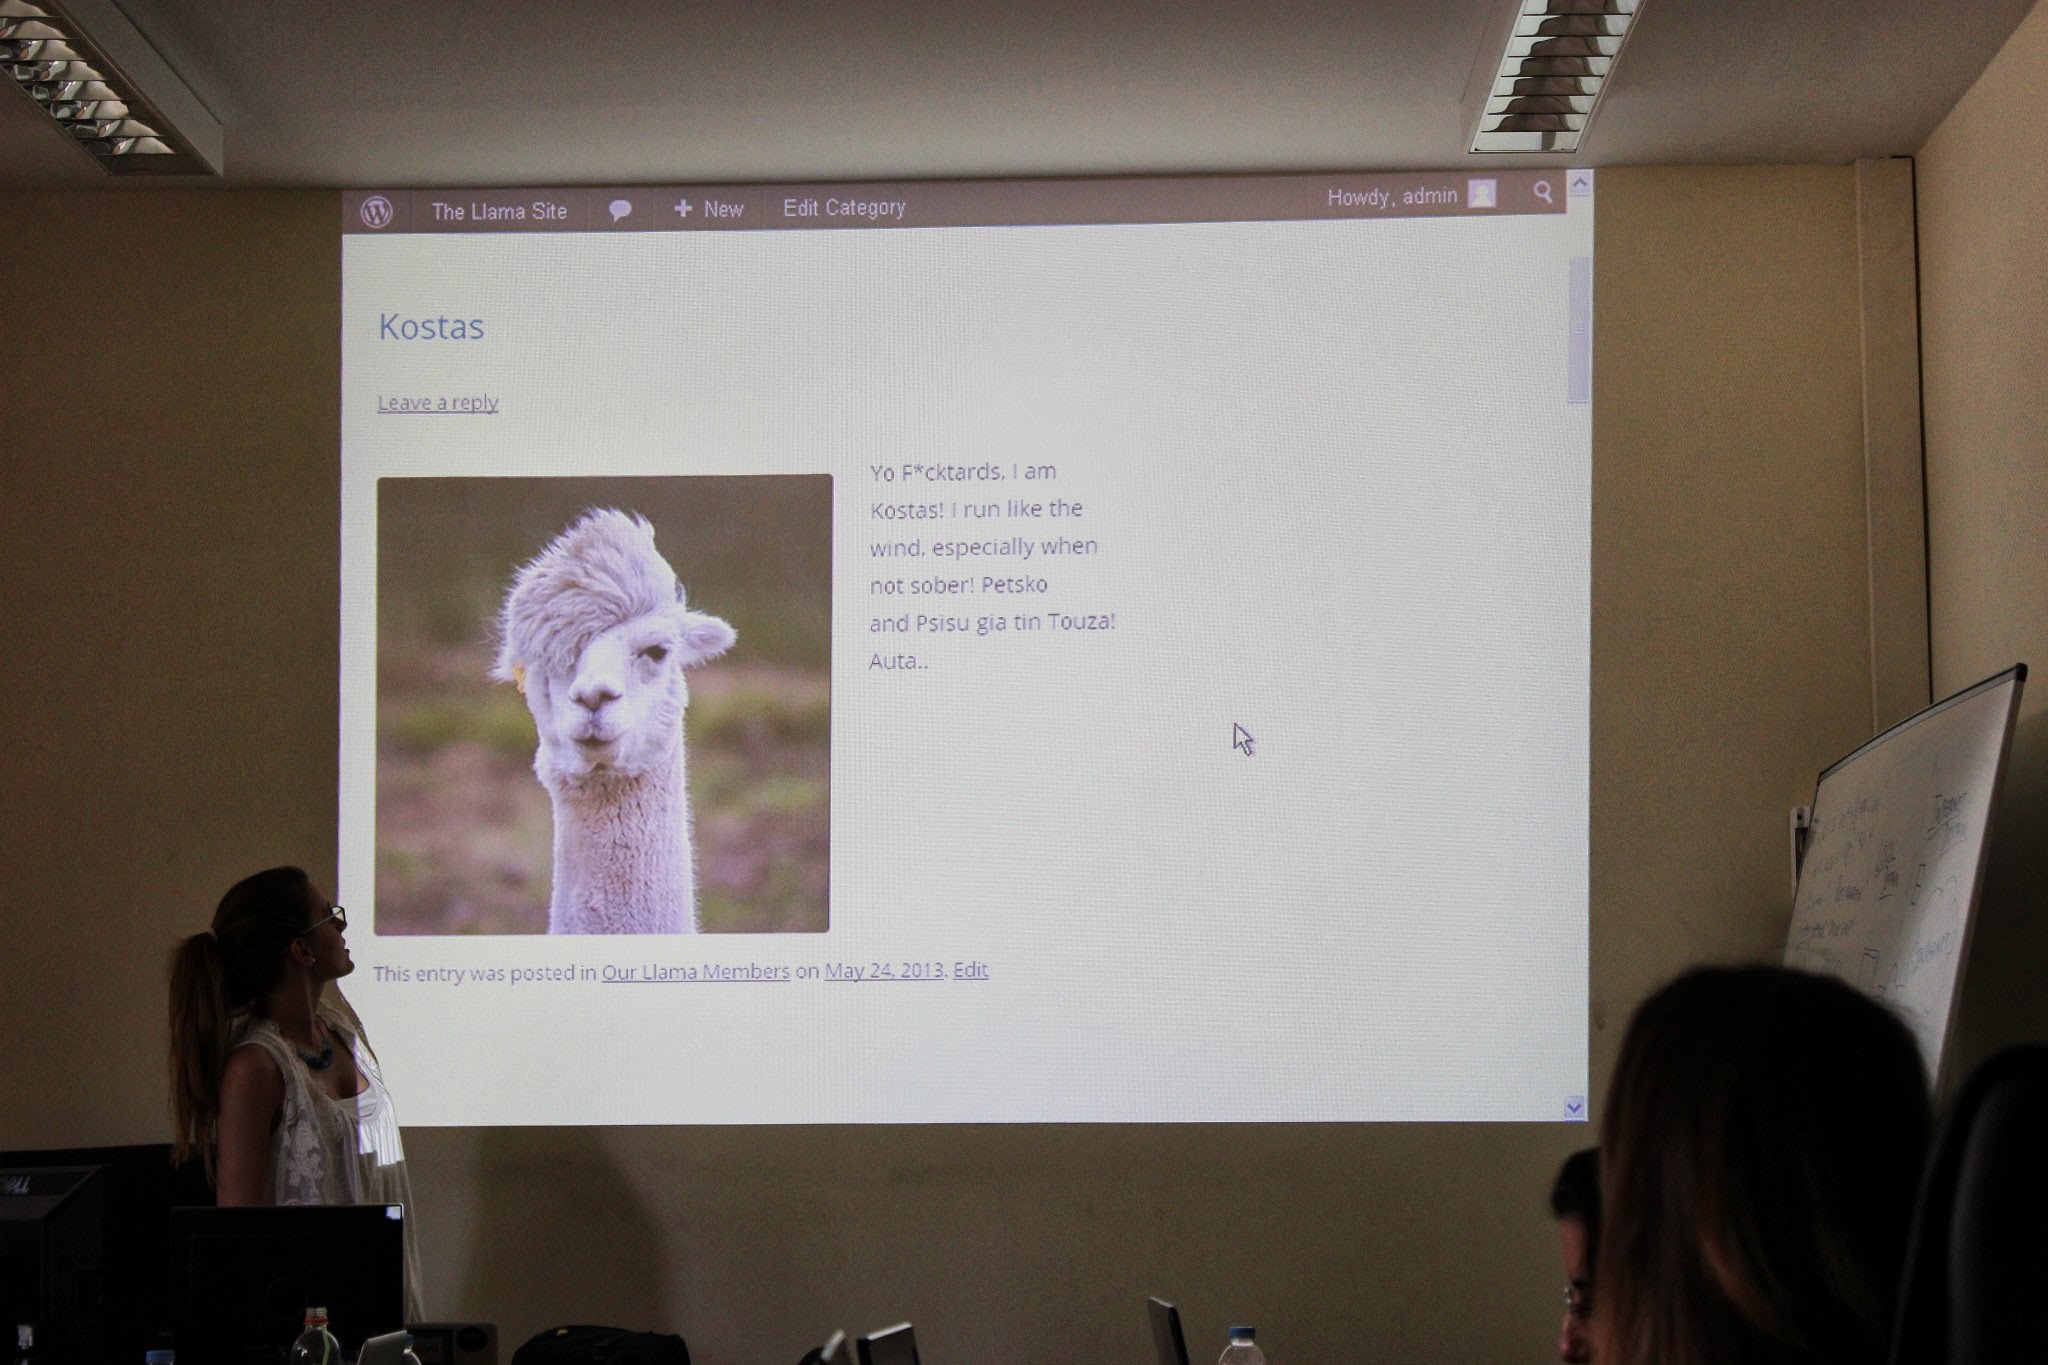 The Llama Site New Edit Category Howdy, admin
Kostas
Leave a reply
Yo F*cktards, I am
Kostas! I run like the
wind, especially when
not sober! Petsko
and Psisu gia tin Touza!
Auta..
This entry was posted in Our Llama Members on May 24, 2013. Edit